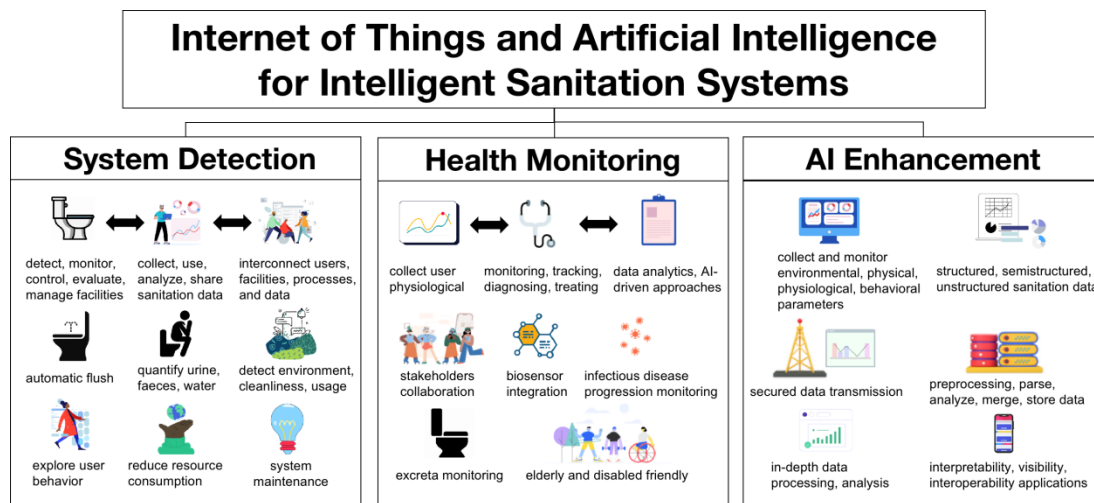 Internet of Things and Artificial Intelligence
for Intelligent Sanitation Systems
System Detection
detect, monitor,
control, evaluate,
manage facilities
collect, use,
analyze, share
sanitation data
interconnect users,
facilities, processes,
and data
automatic flush
quantify urine,
faeces, water
detect environment,
cleanliness, usage
explore user
behavior
reduce resource
consumption
system
maintenance
Health Monitoring
collect user
physiological
monitoring, tracking,
diagnosing, treating
data analytics, AI-
driven approaches
stakeholders
collaboration
biosensor
integration
infectious disease
progression monitoring
excreta monitoring
elderly and disabled friendly
AI Enhancement
collect and monitor
environmental, physical,
physiological, behavioral
parameters
structured, semistructured,
unstructured sanitation data
secured data transmission
preprocessing, parse,
analyze, merge, store data
in-depth data
processing, analysis
interpretability, visibility,
interoperability applications